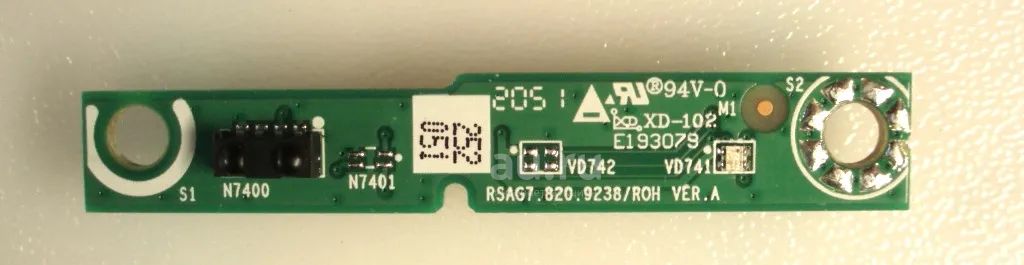 2051
®94V-0
S2
M1
XD-102
E193079
VD742
VD741
N7401
S1
N7400
RSAG7.820.9238/ROH VER.A